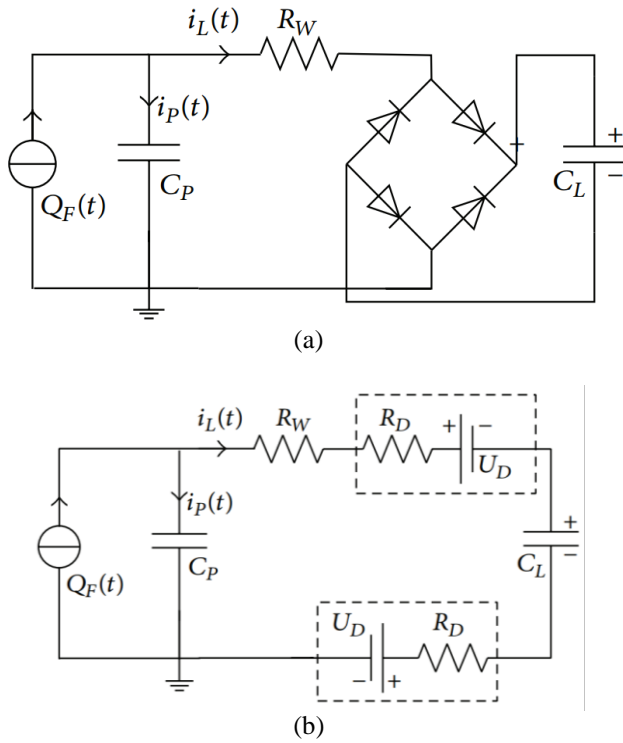 i_L(t) R_W
i_P(t)
+
+
C_P
C_L
−
Q_F(t)
(a)
i_L(t) R_W R_D + −
U_D
i_P(t)
+
C_P
C_L
−
Q_F(t)
U_D R_D
− +
(b)